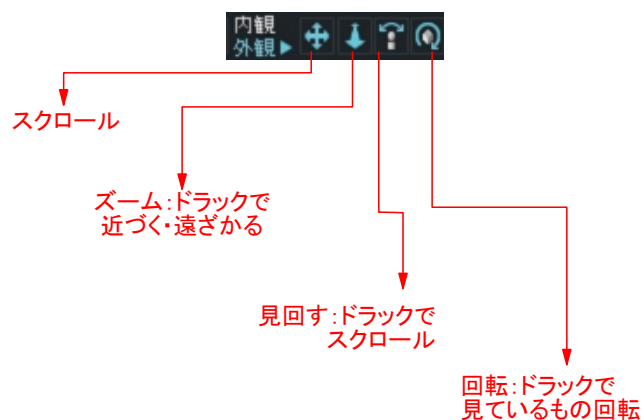 内観
外観▶
スクロール
ズーム:ドラックで
近づく・遠ざかる
見回す:ドラックで
スクロール
回転:ドラックで
見ているもの回転